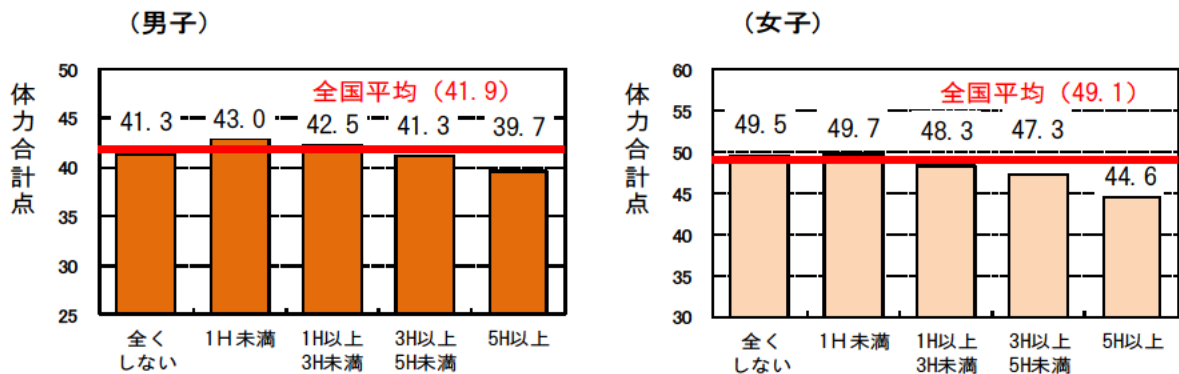 （男子）
体力合計点
50
45
40
35
30
25
全国平均（41.9）
41.3
43.0
42.5
41.3
39.7
全く
しない
1H未満
1H以上
3H未満
3H以上
5H未満
5H以上
（女子）
体力合計点
60
55
50
45
40
35
30
全国平均（49.1）
49.5
49.7
48.3
47.3
44.6
全く
しない
1H未満
1H以上
3H未満
3H以上
5H未満
5H以上